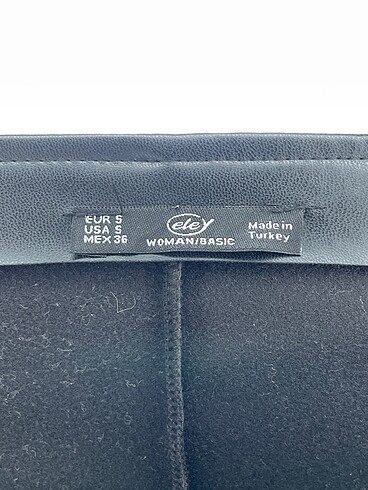 EUR S
USA S
MEX 36
eley
WOMAN/BASIC
Made in
Turkey